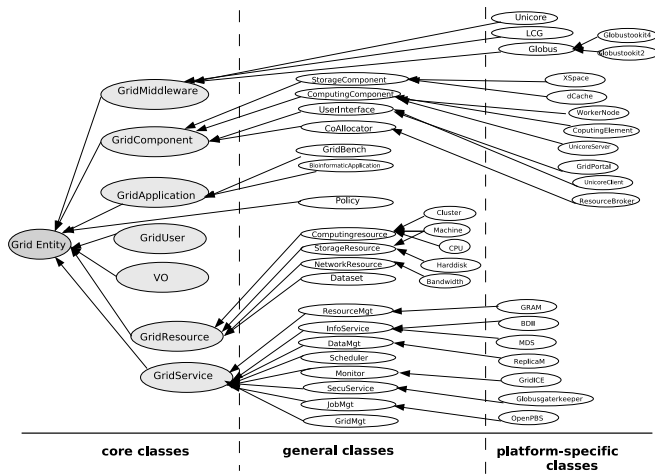 Unicore
LCG
Globus
Globustookit4
Globustookit2
GridMiddleware
StorageComponent
XSpace
ComputingComponent
dCache
UserInterface
WorkerNode
GridComponent
CoAllocator
CoputingElement
UnicoreServer
GridBench
GridPortal
BioinformaticApplication
UnicoreClient
GridApplication
ResourceBroker
Policy
Cluster
Grid Entity
GridUser
Computingresource
Machine
StorageResource
CPU
VO
NetworkResource
Harddisk
Dataset
Bandwidth
GridResource
ResourceMgt
GRAM
InfoService
BDII
DataMgt
MDS
GridService
Scheduler
ReplicaM
Monitor
GridICE
SecuService
Globusgaterkeeper
JobMgt
OpenPBS
GridMgt
core classes
general classes
platform-specific
classes